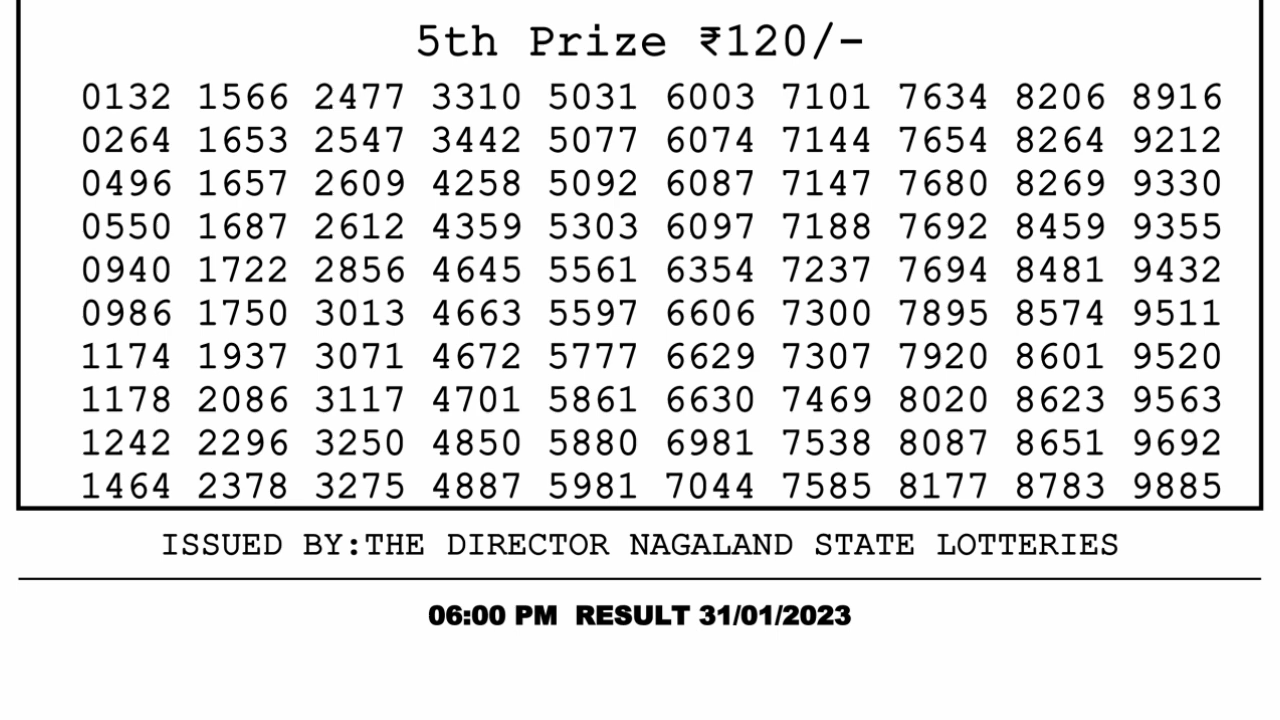 5th Prize ₹120/-
0132 1566 2477 3310 5031 6003 7101 7634 8206 8916
0264 1653 2547 3442 5077 6074 7144 7654 8264 9212
0496 1657 2609 4258 5092 6087 7147 7680 8269 9330
0550 1687 2612 4359 5303 6097 7188 7692 8459 9355
0940 1722 2856 4645 5561 6354 7237 7694 8481 9432
0986 1750 3013 4663 5597 6606 7300 7895 8574 9511
1174 1937 3071 4672 5777 6629 7307 7920 8601 9520
1178 2086 3117 4701 5861 6630 7469 8020 8623 9563
1242 2296 3250 4850 5880 6981 7538 8087 8651 9692
1464 2378 3275 4887 5981 7044 7585 8177 8783 9885
ISSUED BY:THE DIRECTOR NAGALAND STATE LOTTERIES
06:00 PM RESULT 31/01/2023